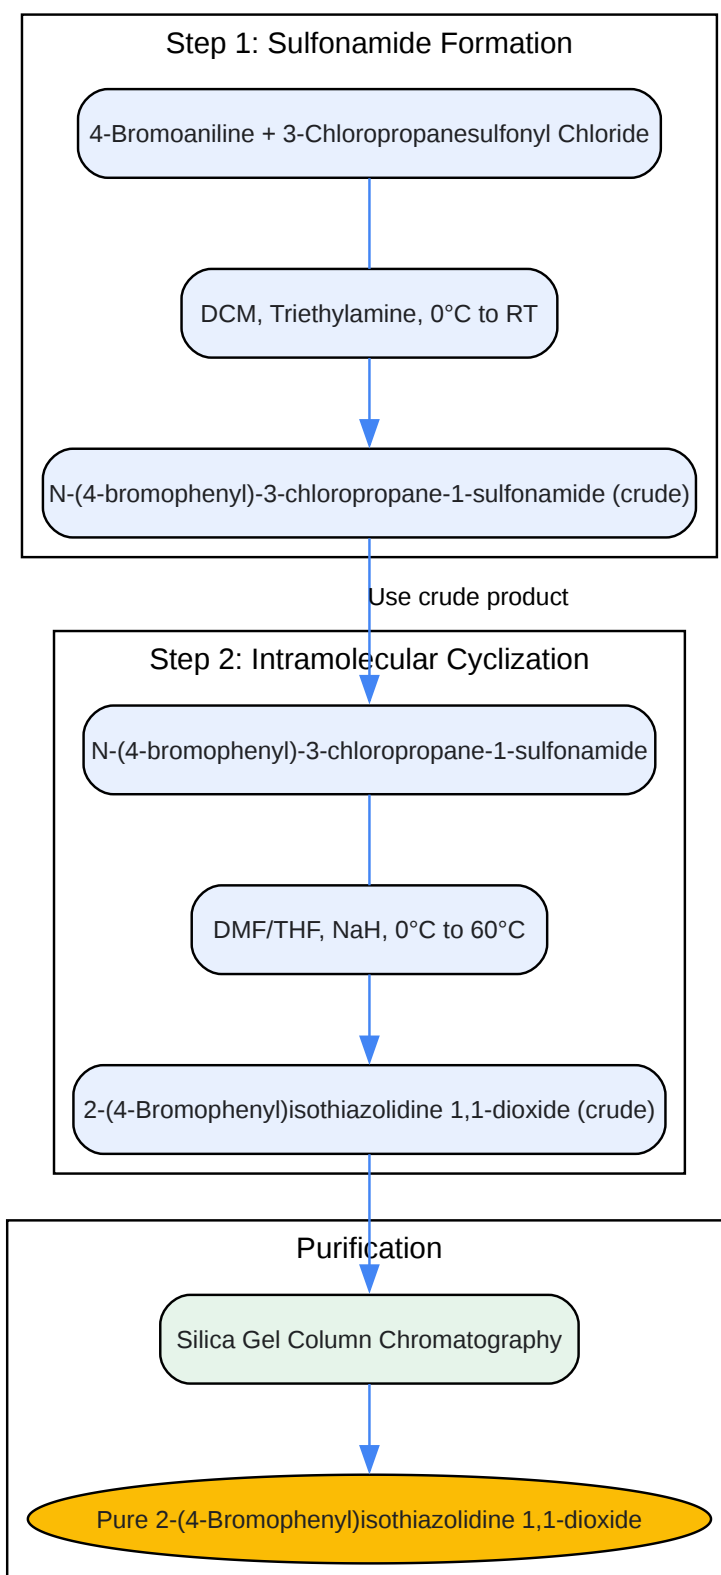 Step 1: Sulfonamide Formation
4-Bromoaniline + 3-Chloropropanesulfonyl Chloride
DCM, Triethylamine, 0°C to RT
N-(4-bromophenyl)-3-chloropropane-1-sulfonamide (crude)
Use crude product
Step 2: Intramolecular Cyclization
N-(4-bromophenyl)-3-chloropropane-1-sulfonamide
DMF/THF, NaH, 0°C to 60°C
2-(4-Bromophenyl)isothiazolidine 1,1-dioxide (crude)
Purification
Silica Gel Column Chromatography
Pure 2-(4-Bromophenyl)isothiazolidine 1,1-dioxide